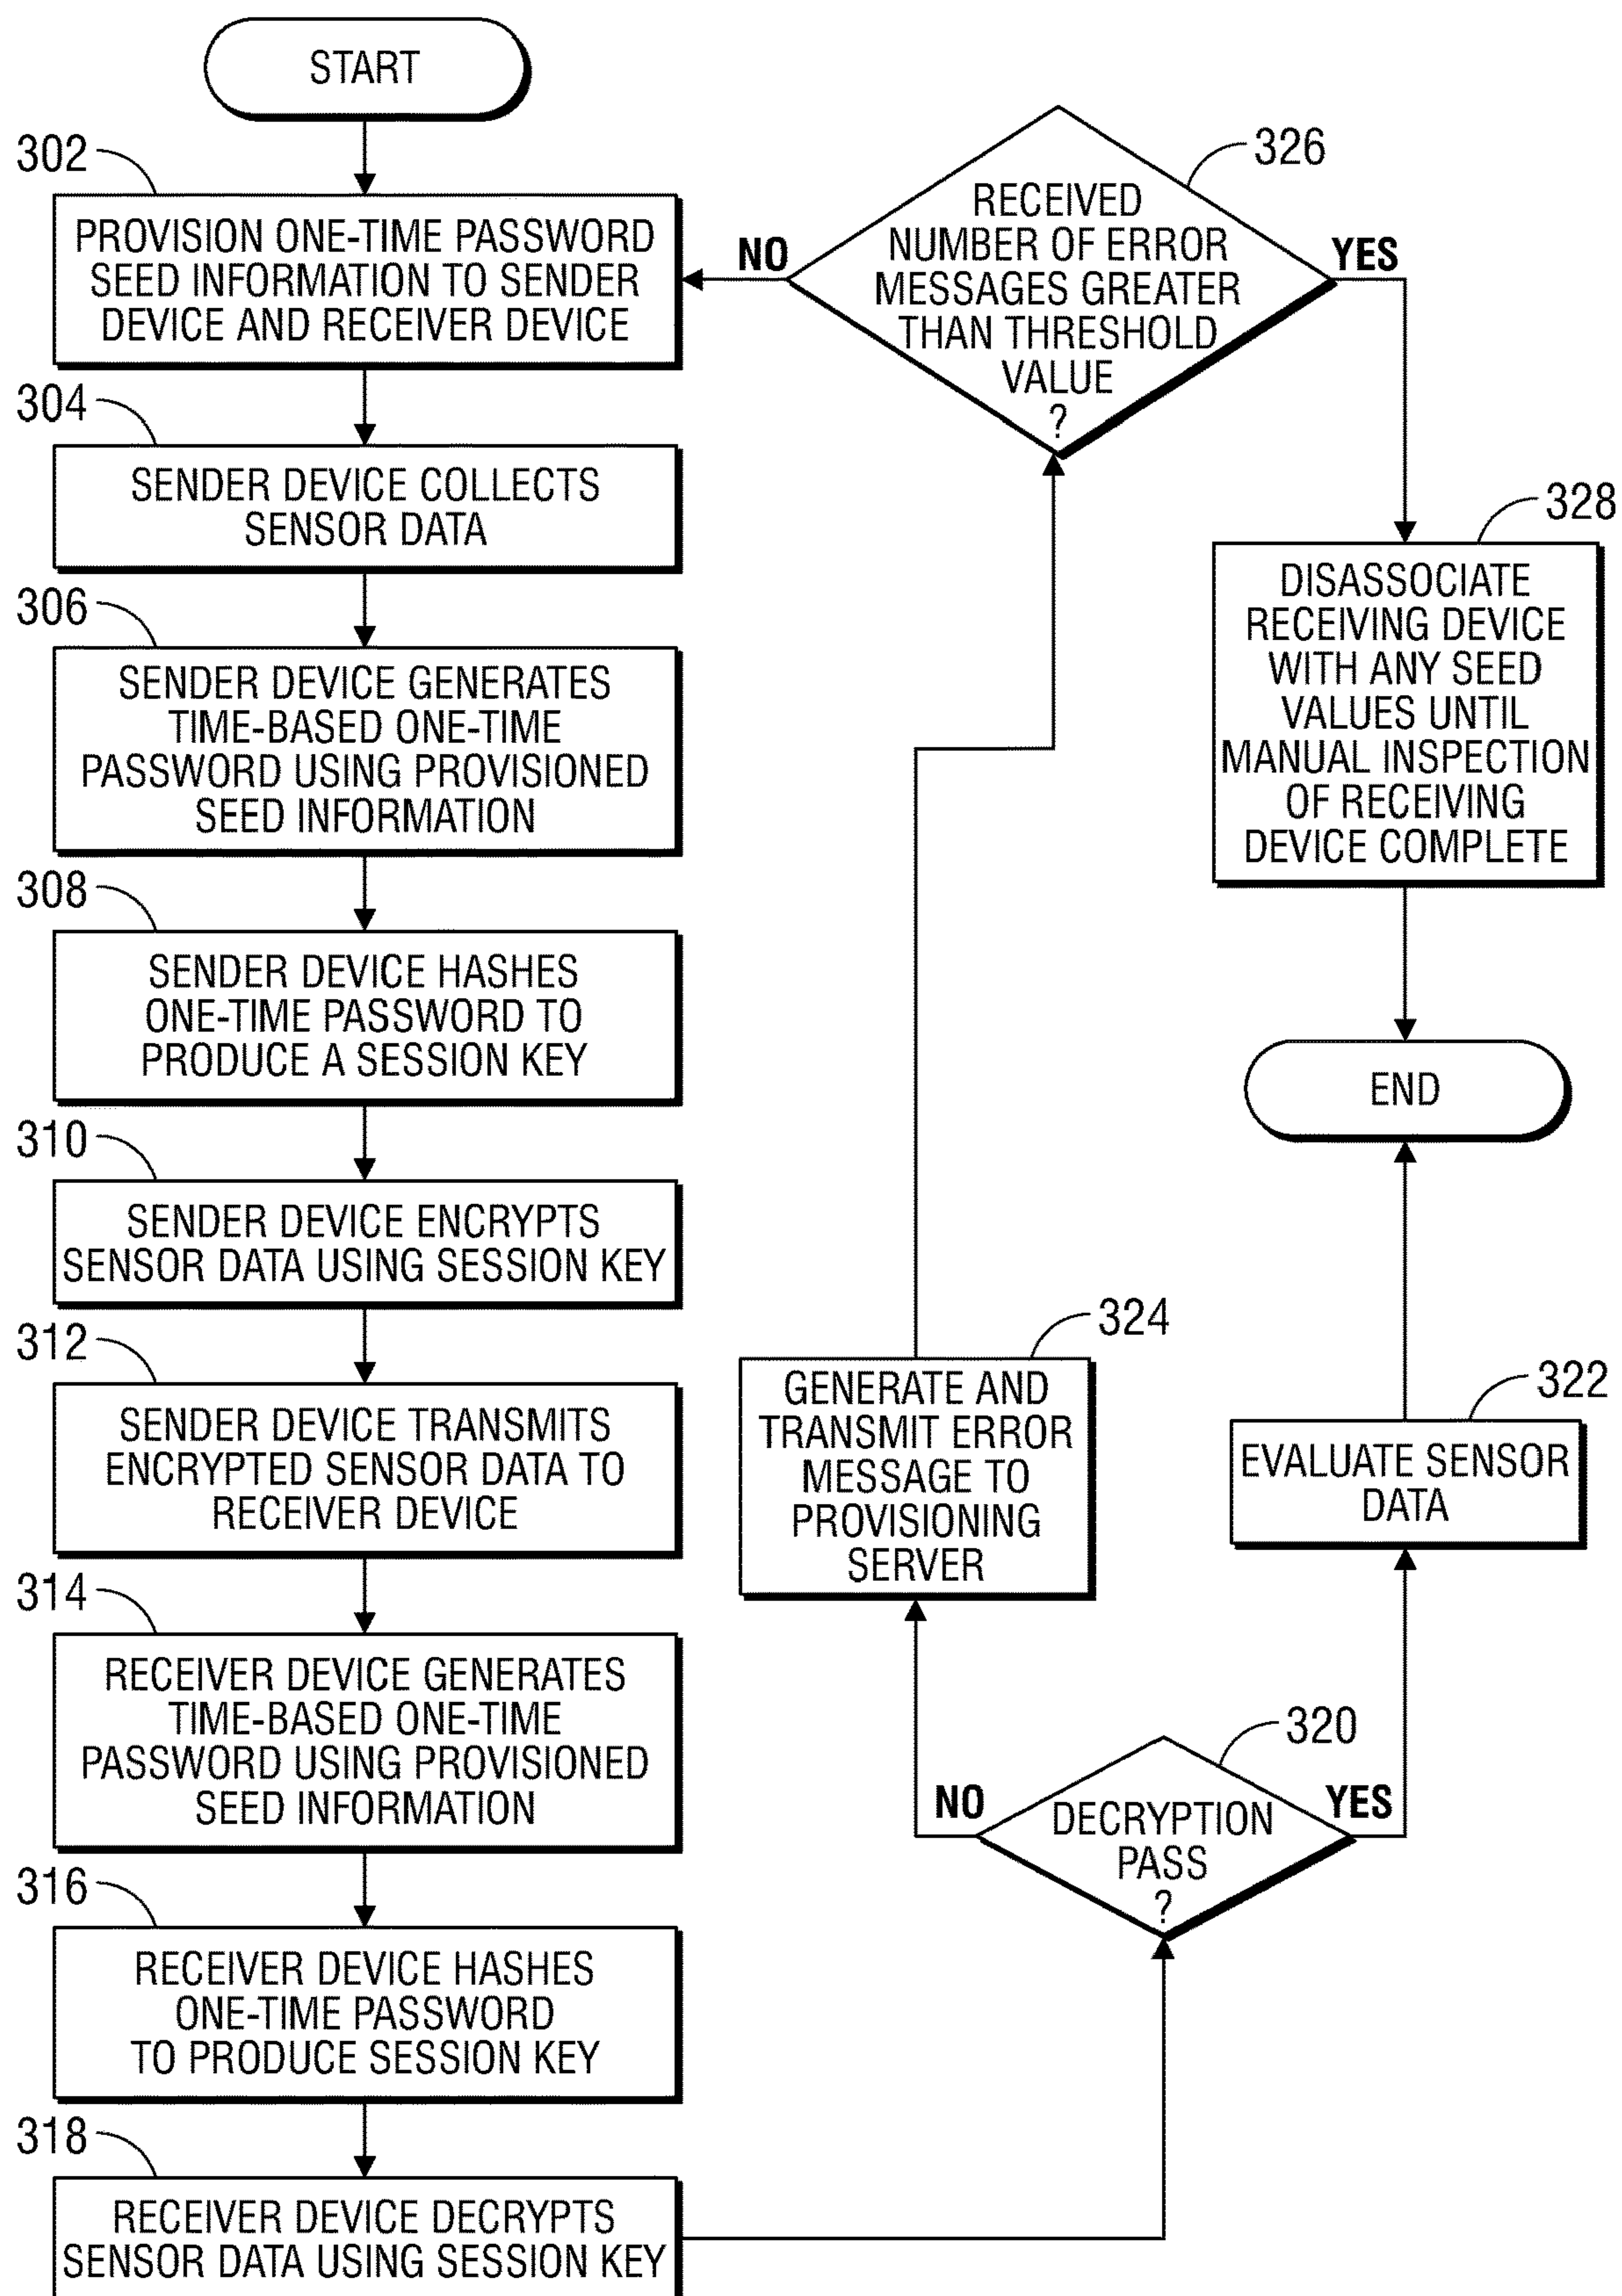 START
302
PROVISION ONE-TIME PASSWORD
SEED INFORMATION TO SENDER
DEVICE AND RECEIVER DEVICE
304
SENDER DEVICE COLLECTS
SENSOR DATA
306
SENDER DEVICE GENERATES
TIME-BASED ONE-TIME
PASSWORD USING PROVISIONED
SEED INFORMATION
308
SENDER DEVICE HASHES
ONE-TIME PASSWORD TO
PRODUCE A SESSION KEY
310
SENDER DEVICE ENCRYPTS
SENSOR DATA USING SESSION KEY
312
SENDER DEVICE TRANSMITS
ENCRYPTED SENSOR DATA TO
RECEIVER DEVICE
314
RECEIVER DEVICE GENERATES
TIME-BASED ONE-TIME
PASSWORD USING PROVISIONED
SEED INFORMATION
316
RECEIVER DEVICE HASHES
ONE-TIME PASSWORD
TO PRODUCE SESSION KEY
318
RECEIVER DEVICE DECRYPTS
SENSOR DATA USING SESSION KEY
320
DECRYPTION
PASS
?
NO
YES
322
EVALUATE SENSOR
DATA
324
GENERATE AND
TRANSMIT ERROR
MESSAGE TO
PROVISIONING
SERVER
326
RECEIVED
NUMBER OF ERROR
MESSAGES GREATER
THAN THRESHOLD
VALUE
?
NO
YES
328
DISASSOCIATE
RECEIVING DEVICE
WITH ANY SEED
VALUES UNTIL
MANUAL INSPECTION
OF RECEIVING
DEVICE COMPLETE
END